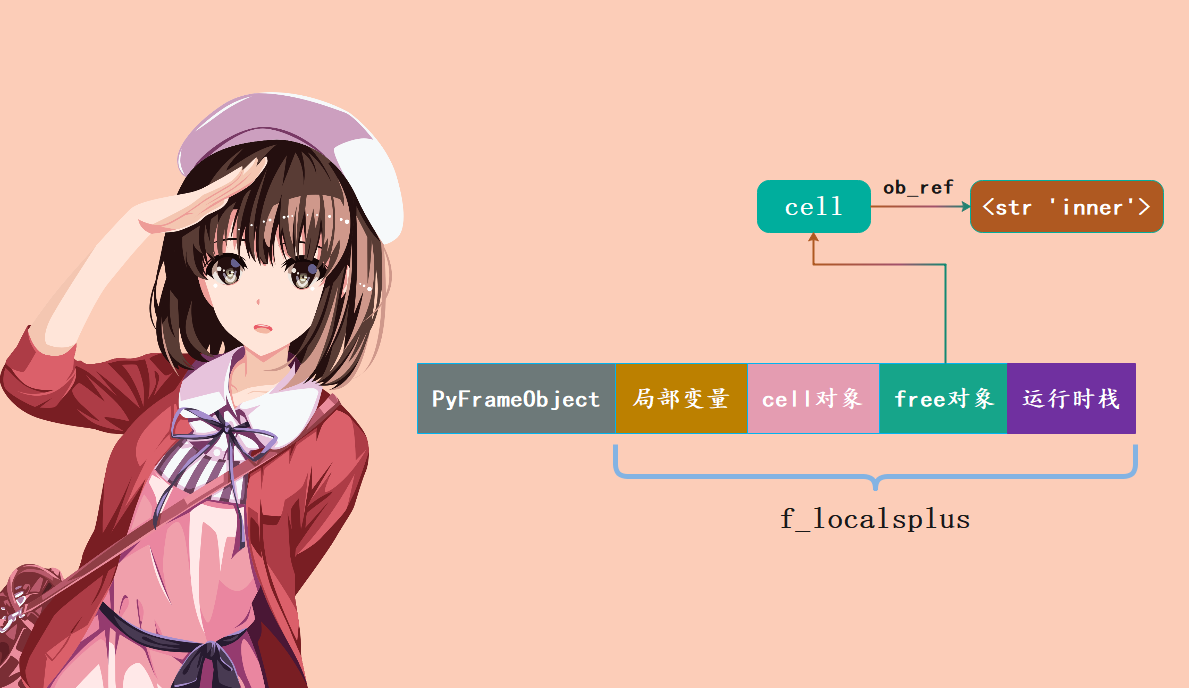 ob_ref
cell
<str 'inner'>
PyFrameObject
局部变量
cell对象
free对象
运行时栈
f_localsplus